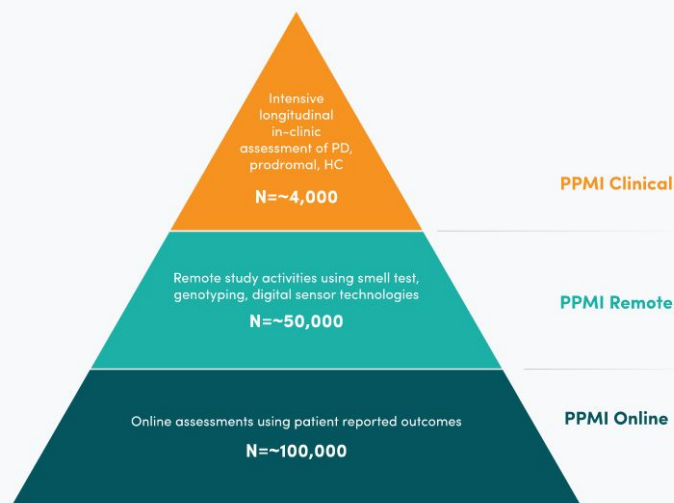 Intensive
longitudinal
in-clinic
assessment of PD,
prodromal, HC
N=~4,000
PPMI Clinical
Remote study activities using smell test,
genotyping, digital sensor technologies
N=~50,000
PPMI Remote
Online assessments using patient reported outcomes
N=~100,000
PPMI Online